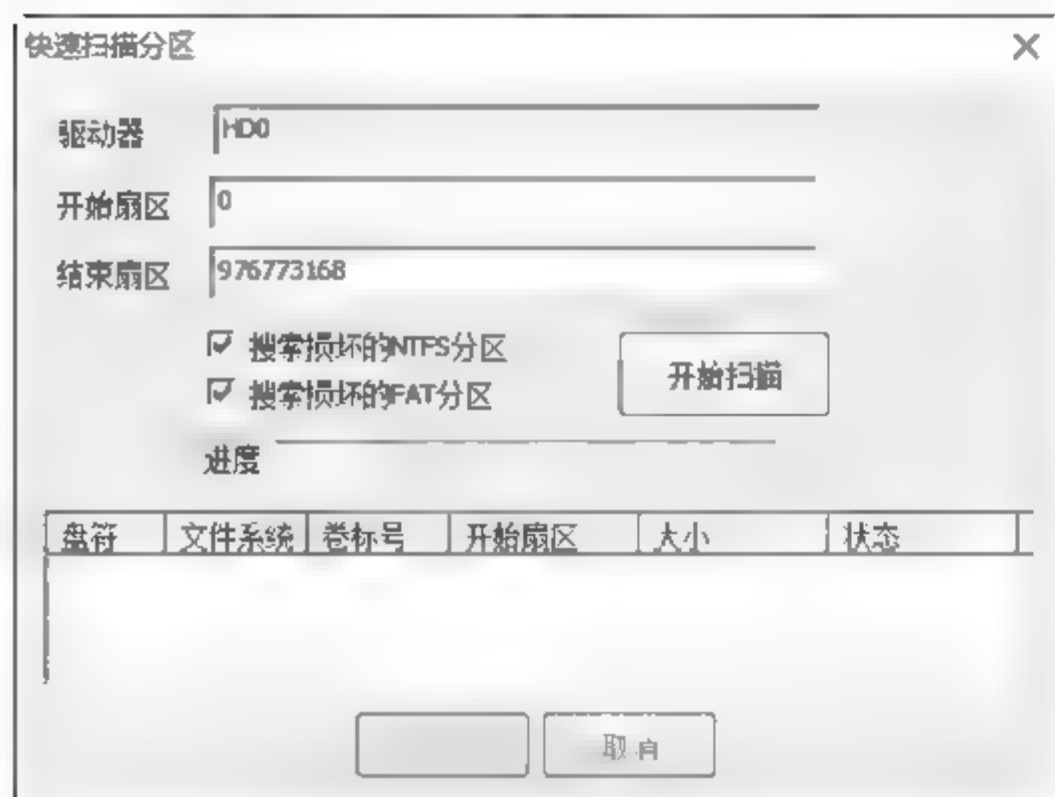 快速扫描分区
驱动器 HD0
开始扇区 0
结束扇区 976773168
搜索损坏的NTFS分区
搜索损坏的FAT分区
开始扫描
进度
盘符 文件系统 卷标号 开始扇区 大小 状态
取消